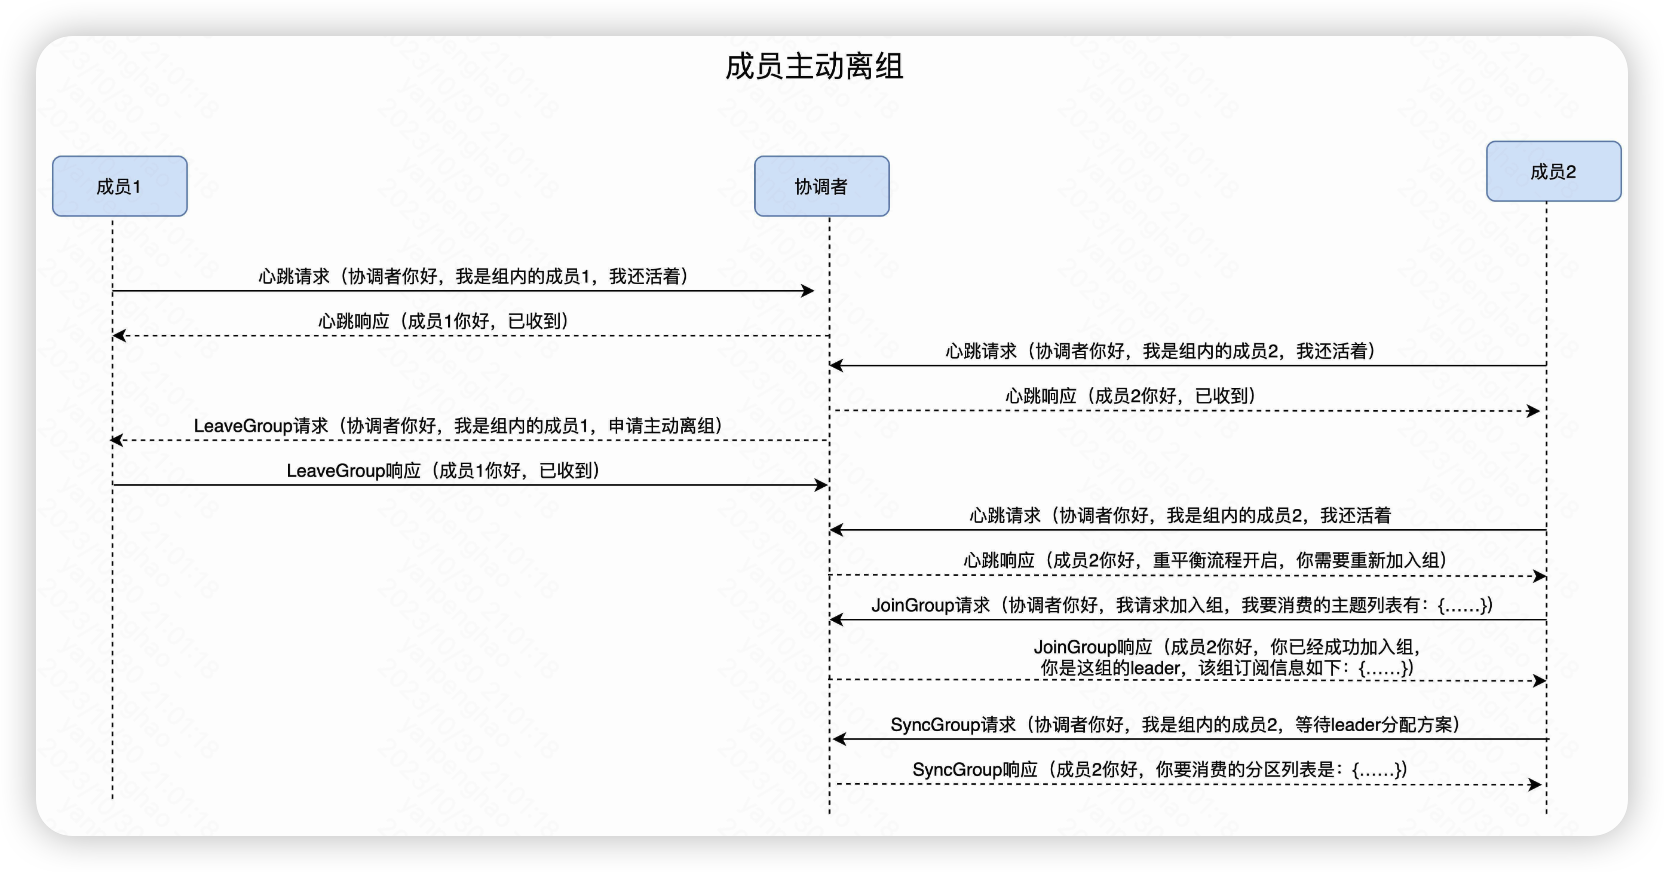 成员主动离组
成员1
协调者
成员2
心跳请求（协调者你好，我是组内的成员1，我还活着）
心跳响应（成员1你好，已收到）
心跳请求（协调者你好，我是组内的成员2，我还活着）
心跳响应（成员2你好，已收到）
LeaveGroup请求（协调者你好，我是组内的成员1，申请主动离组）
LeaveGroup响应（成员1你好，已收到）
心跳请求（协调者你好，我是组内的成员2，我还活着
心跳响应（成员2你好，重平衡流程开启，你需要重新加入组）
JoinGroup请求（协调者你好，我请求加入组，我要消费的主题列表有：{......}）
JoinGroup响应（成员2你好，你已经成功加入组，
你是这组的leader，该组订阅信息如下：{......}）
SyncGroup请求（协调者你好，我是组内的成员2，等待leader分配方案）
SyncGroup响应（成员2你好，你要消费的分区列表是：{......}）